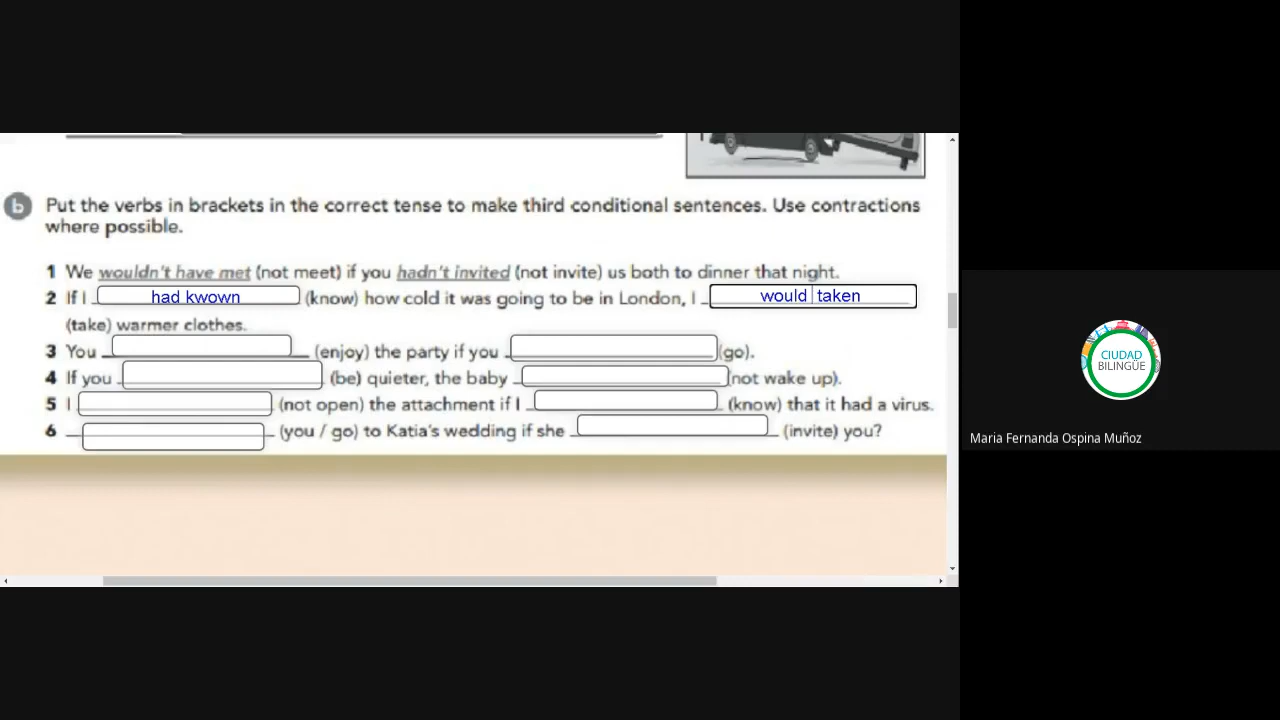 b Put the verbs in brackets in the correct tense to make third conditional sentences. Use contractions
where possible.
1 We wouldn't have met (not meet) if you hadn't invited (not invite) us both to dinner that night.
2 If I had kwown (know) how cold it was going to be in London, I would taken
(take) warmer clothes.
3 You (enjoy) the party if you (go).
4 If you (be) quieter, the baby (not wake up).
5 I (not open) the attachment if I (know) that it had a virus.
6 (you / go) to Katia's wedding if she (invite) you?
CIUDAD
BILINGÜE
Maria Fernanda Ospina Muñoz